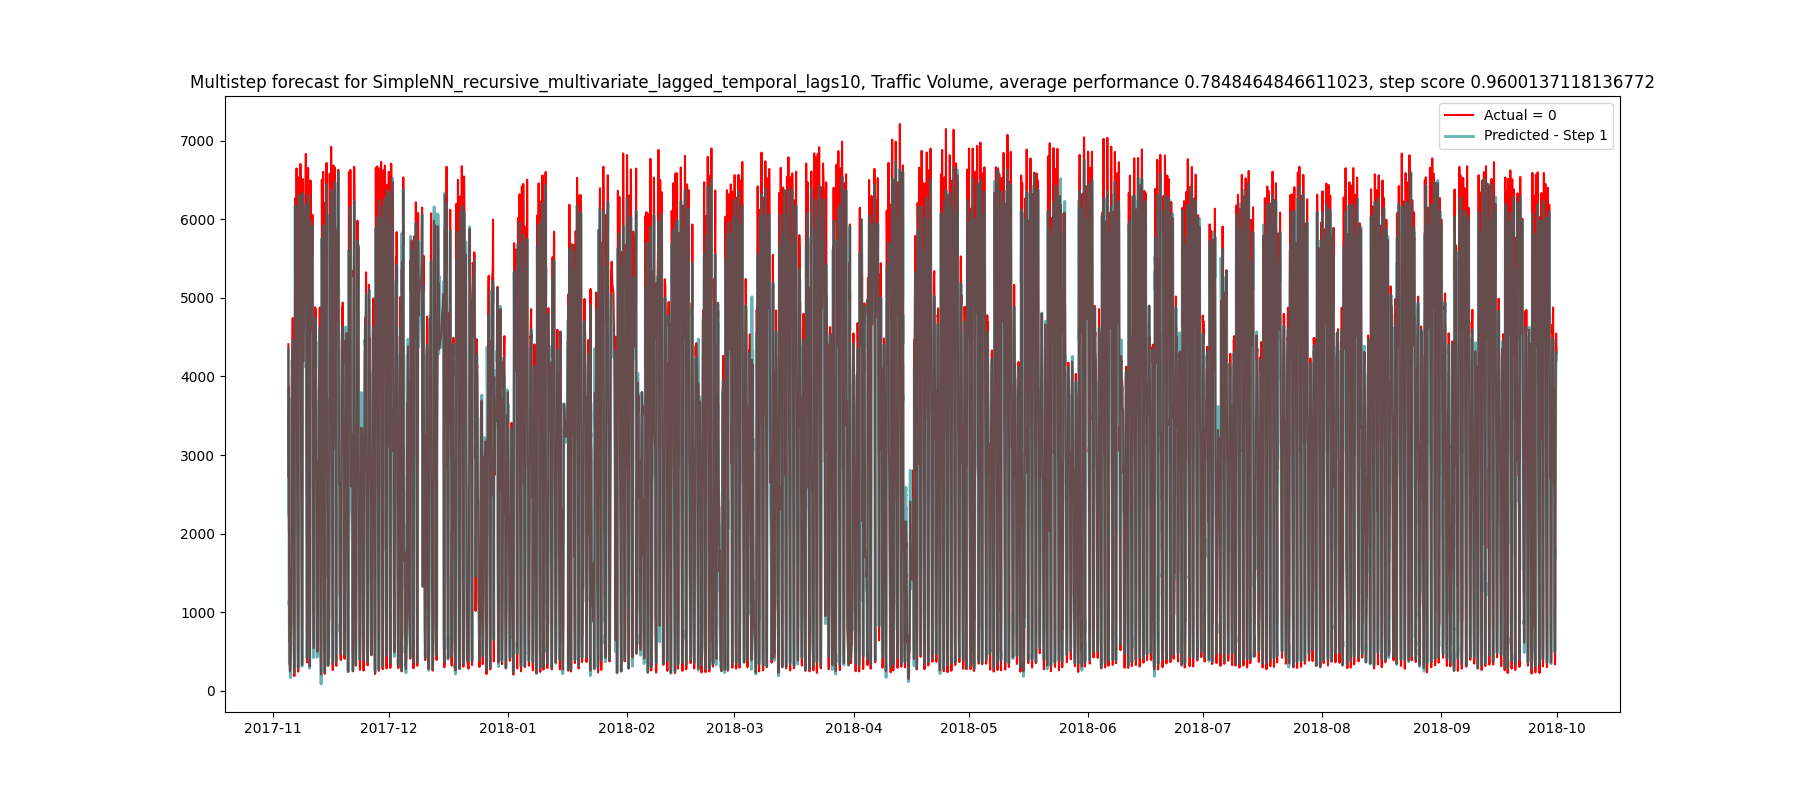 Multistep forecast for SimpleNN_recursive_multivariate_lagged_temporal_lags10, Traffic Volume, average performance 0.7848464846611023, step score 0.9600137118136772
Actual = 0
Predicted - Step 1
7000
6000
5000
4000
3000
2000
1000
0
2017-11 2017-12 2018-01 2018-02 2018-03 2018-04 2018-05 2018-06 2018-07 2018-08 2018-09 2018-10